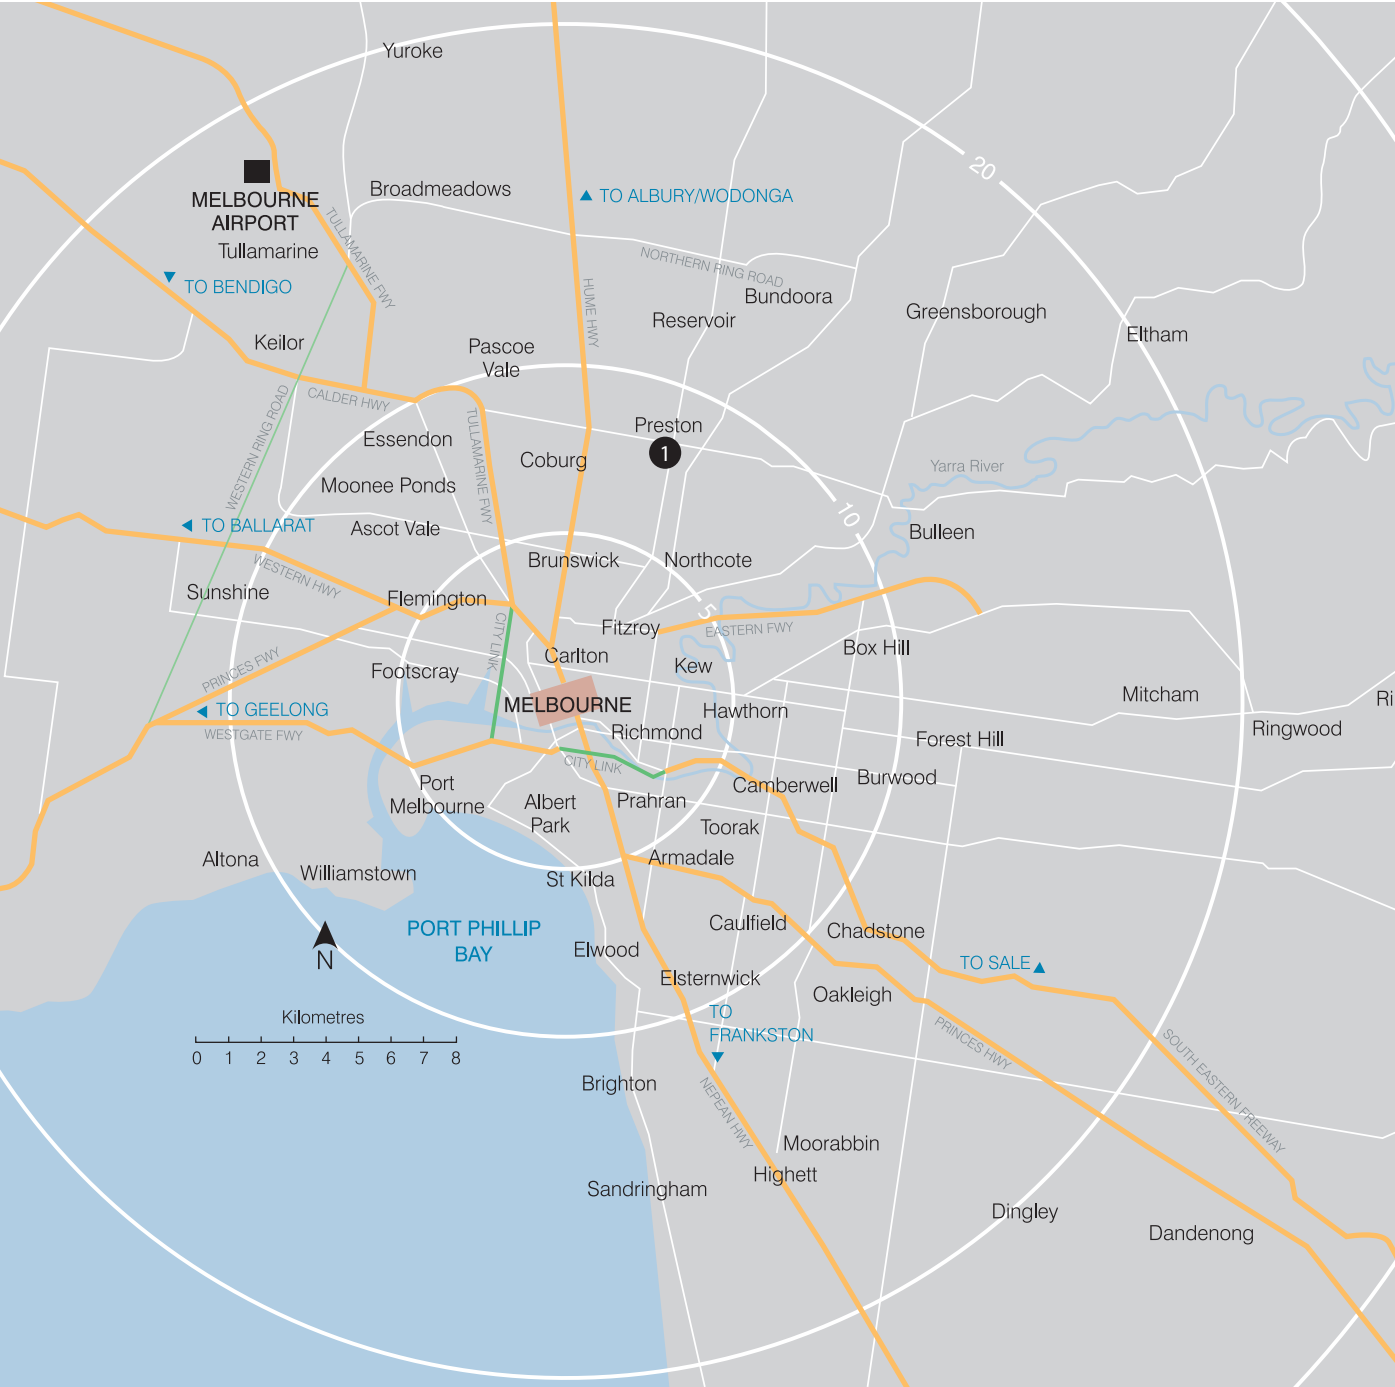 Yuroke
20
MELBOURNE
AIRPORT
Tullamarine
Broadmeadows
TO ALBURY/WODONGA
TULLAMARINE FWY
TO BENDIGO
NORTHERN RING ROAD
Bundoora
HUME HWY
Reservoir
Greensborough
Eltham
Keilor
Pascoe
Vale
CALDER HWY
WESTERN RING ROAD
TULLAMARINE FWY
Preston
1
Essendon
Coburg
Yarra River
Moonee Ponds
10
TO BALLARAT
Ascot Vale
Bulleen
WESTERN HWY
Brunswick
Northcote
Sunshine
Flemington
5
CITY LINK
Fitzroy
EASTERN FWY
PRINCES FWY
Footscray
Carlton
Kew
Box Hill
TO GEELONG
WESTGATE FWY
MELBOURNE
Hawthorn
Mitcham
Ri
Richmond
Forest Hill
Ringwood
CITY LINK
Port
Melbourne
Camberwell
Burwood
Albert
Park
Prahran
Toorak
Altona
Williamstown
Armadale
St Kilda
PORT PHILLIP
BAY
Caulfield
Chadstone
N
Elwood
TO SALE
Elsternwick
Oakleigh
Kilometres
0 1 2 3 4 5 6 7 8
TO
FRANKSTON
PRINCES HWY
SOUTH EASTERN FREEWAY
Brighton
NEPEAN HWY
Moorabbin
Highett
Sandringham
Dingley
Dandenong